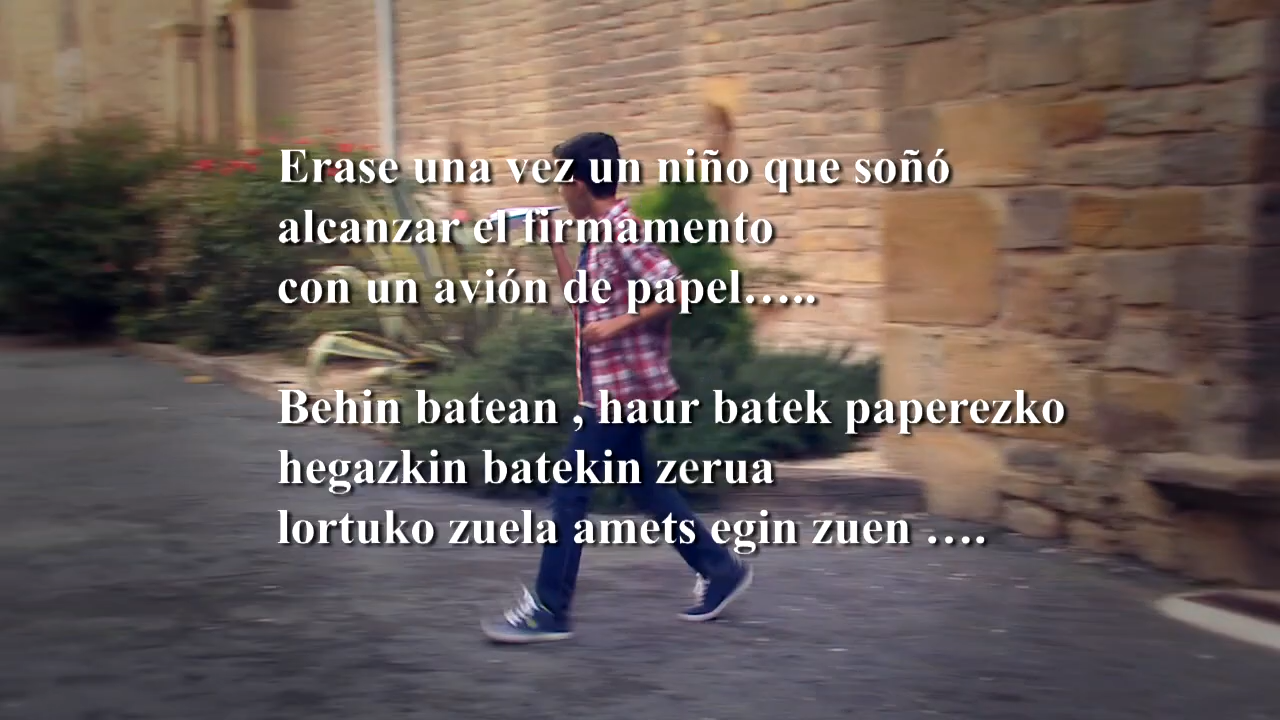 Erase una vez un niño que soñó
alcanzar el firmamento
con un avión de papel.....
Behin batean , haur batek paperezko
hegazkin batekin zerua
lortuko zuela amets egin zuen ....